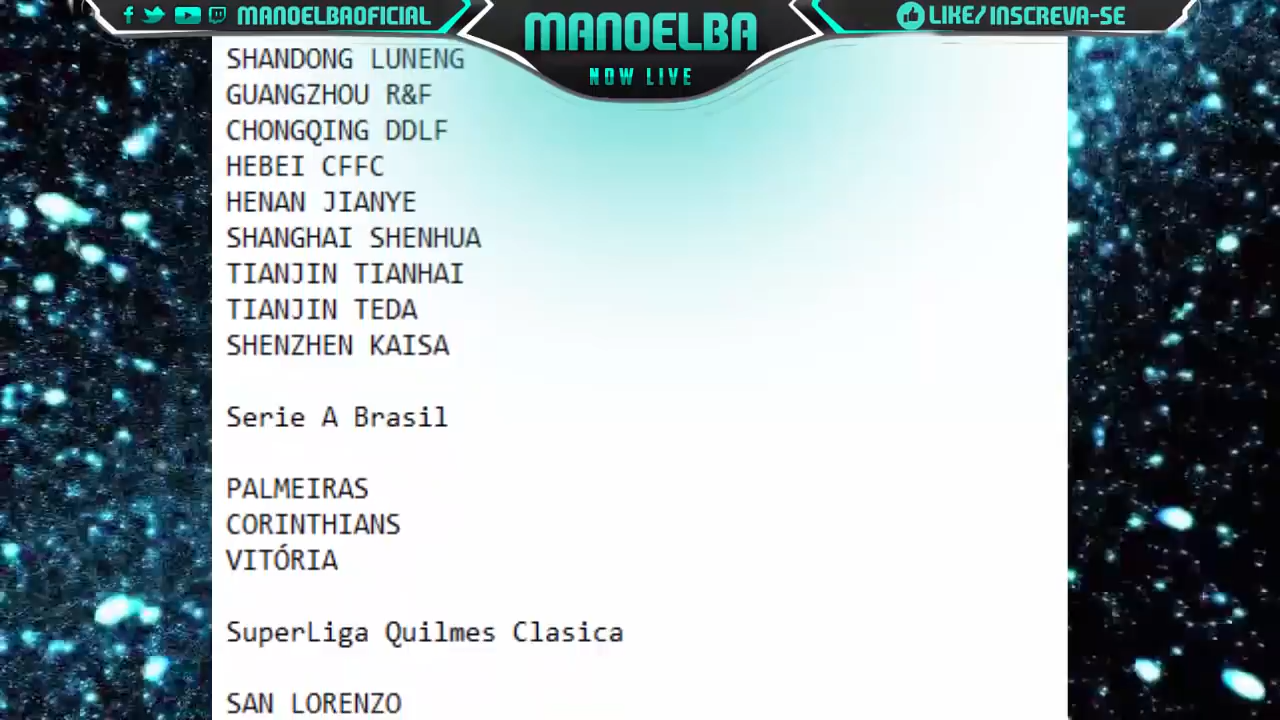 MANOELBAOFICIAL
MANOELBA
NOW LIVE
LIKE/INSCREVA-SE
SHANDONG LUNENG
GUANGZHOU R&F
CHONGQING DDLF
HEBEI CFFC
HENAN JIANYE
SHANGHAI SHENHUA
TIANJIN TIANHAI
TIANJIN TEDA
SHENZHEN KAISA
Serie A Brasil
PALMEIRAS
CORINTHIANS
VITÓRIA
SuperLiga Quilmes Clasica
SAN LORENZO